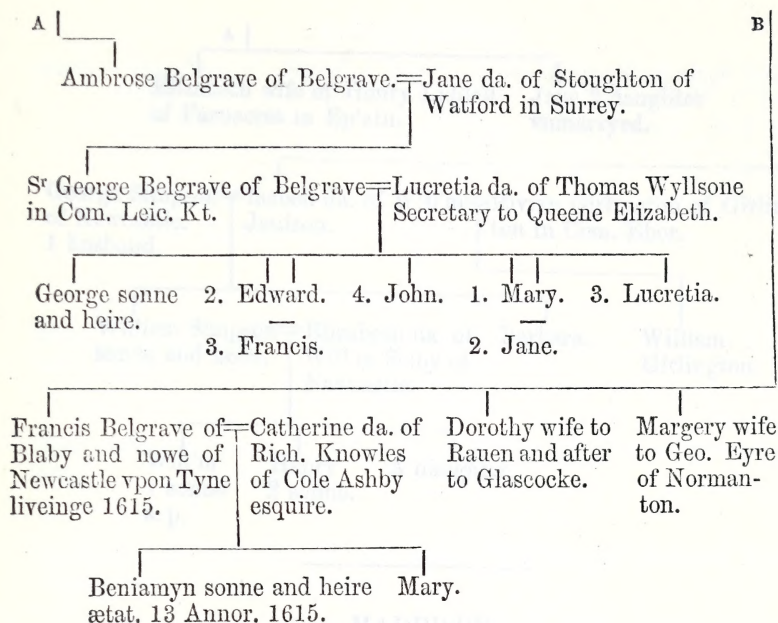 A B
Ambrose Belgrave of Belgrave.
Jane da. of Stoughton of
Watford in Surrey.
Sr George Belgrave of Belgrave
in Com. Leic. Kt.
Lucretia da. of Thomas Wyllsone
Secretary to Queene Elizabeth.
George sonne
and heire.
2. Edward.
3. Francis.
4. John.
1. Mary.
2. Jane.
3. Lucretia.
Francis Belgrave of
Blaby and nowe of
Newcastle vpon Tyne
liveinge 1615.
Catherine da. of
Rich. Knowles
of Cole Ashby
esquire.
Dorothy wife to
Rauen and after
to Glascocke.
Margery wife
to Geo. Eyre
of Norman-
ton.
Beniamyn sonne and heire
ætat. 13 Annor. 1615.
Mary.